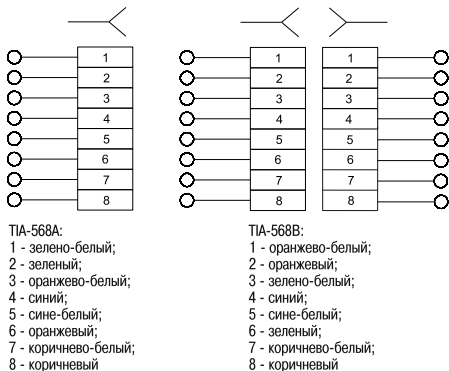 1
2
3
4
5
6
7
8
1
2
3
4
5
6
7
8
1
2
3
4
5
6
7
8
TIA-568A:
1 - зелено-белый;
2 - зеленый;
3 - оранжево-белый;
4 - синий;
5 - сине-белый;
6 - оранжевый;
7 - коричнево-белый;
8 - коричневый
TIA-568B:
1 - оранжево-белый;
2 - оранжевый;
3 - зелено-белый;
4 - синий;
5 - сине-белый;
6 - зеленый;
7 - коричнево-белый;
8 - коричневый